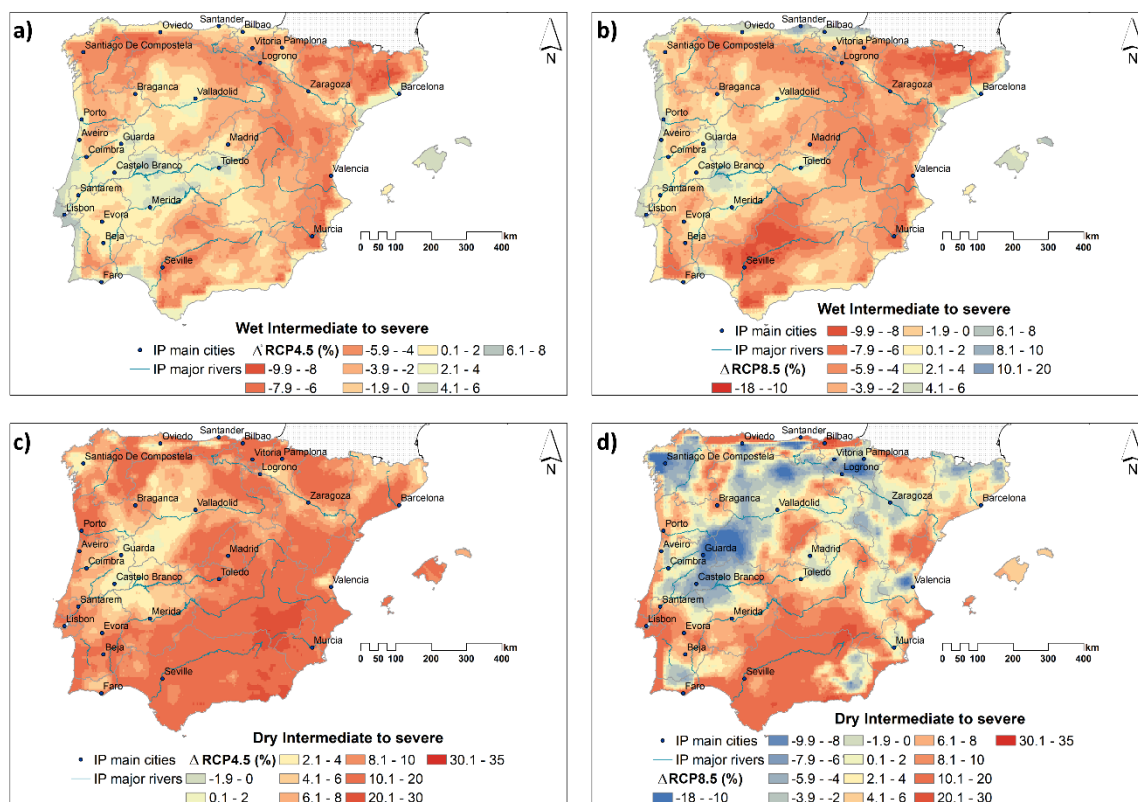 a)
Santander
Oviedo
Bilbao
Santiago De Compostela
Vitoria
Pamplona
Logrono
Braganca
Valladolid
Zaragoza
Barcelona
Porto
Aveiro
Guarda
Madrid
Coimbra
Castelo Branco
Toledo
Santarem
Valencia
Lisbon
Merida
Evora
Beja
Murcia
Seville
Faro
N
km
0 50 100 200 300 400
Wet Intermediate to severe
IP main cities
IP major rivers
Δ RCP4.5 (%)
-9.9 - -8
-7.9 - -6
-5.9 - -4
-3.9 - -2
-1.9 - 0
0.1 - 2
2.1 - 4
4.1 - 6
6.1 - 8
b)
Santander
Oviedo
Bilbao
Santiago De Compostela
Vitoria
Pamplona
Logrono
Braganca
Valladolid
Zaragoza
Barcelona
Porto
Aveiro
Guarda
Madrid
Coimbra
Castelo Branco
Toledo
Santarem
Valencia
Lisbon
Merida
Evora
Beja
Murcia
Seville
Faro
N
km
0 50 100 200 300 400
Wet Intermediate to severe
IP main cities
IP major rivers
Δ RCP8.5 (%)
-18 - -10
-9.9 - -8
-7.9 - -6
-5.9 - -4
-3.9 - -2
-1.9 - 0
0.1 - 2
2.1 - 4
4.1 - 6
6.1 - 8
8.1 - 10
10.1 - 20
c)
Santander
Oviedo
Bilbao
Santiago De Compostela
Vitoria
Pamplona
Logrono
Braganca
Valladolid
Zaragoza
Barcelona
Porto
Aveiro
Guarda
Madrid
Coimbra
Castelo Branco
Toledo
Santarem
Valencia
Lisbon
Merida
Evora
Beja
Murcia
Seville
Faro
N
km
0 50 100 200 300 400
Dry Intermediate to severe
IP main cities
IP major rivers
Δ RCP4.5 (%)
-1.9 - 0
0.1 - 2
2.1 - 4
4.1 - 6
6.1 - 8
8.1 - 10
10.1 - 20
20.1 - 30
30.1 - 35
d)
Santander
Oviedo
Bilbao
Santiago De Compostela
Vitoria
Pamplona
Logrono
Braganca
Valladolid
Zaragoza
Barcelona
Porto
Aveiro
Guarda
Madrid
Coimbra
Castelo Branco
Toledo
Santarem
Valencia
Lisbon
Merida
Evora
Beja
Murcia
Seville
Faro
N
km
0 50 100 200 300 400
Dry Intermediate to severe
IP main cities
IP major rivers
Δ RCP8.5 (%)
-18 - -10
-9.9 - -8
-7.9 - -6
-5.9 - -4
-3.9 - -2
-1.9 - 0
0.1 - 2
2.1 - 4
4.1 - 6
6.1 - 8
8.1 - 10
10.1 - 20
20.1 - 30
30.1 - 35